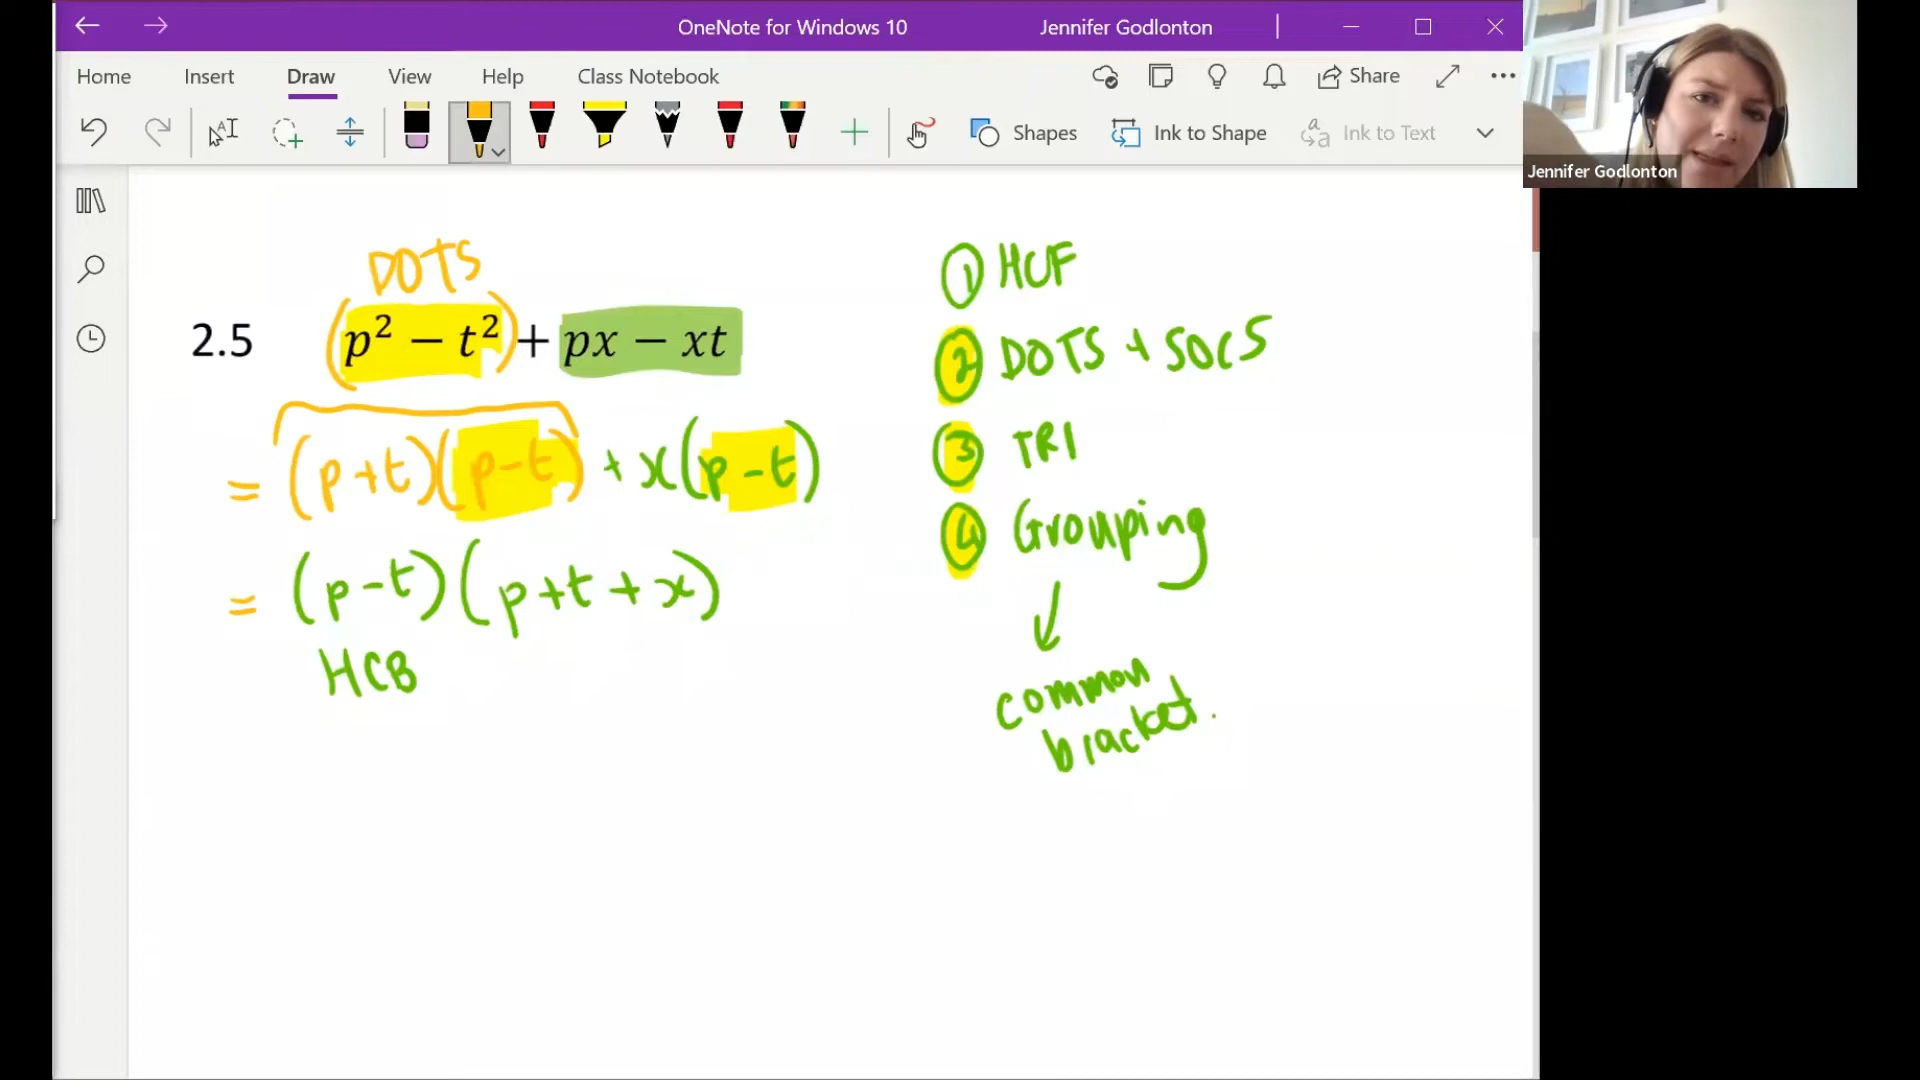 OneNote for Windows 10
Jennifer Godlonton
Home Insert Draw View Help Class Notebook Share
Shapes Ink to Shape Ink to Text
Jennifer Godlonton
DOTS
2.5 (p² − t²) + px − xt
= (p+t)(p-t) + x(p-t)
= (p-t)(p+t+x)
HCB
① HCF
② DOTS + SOCS
③ TRI
④ Grouping
↓
common
bracket.